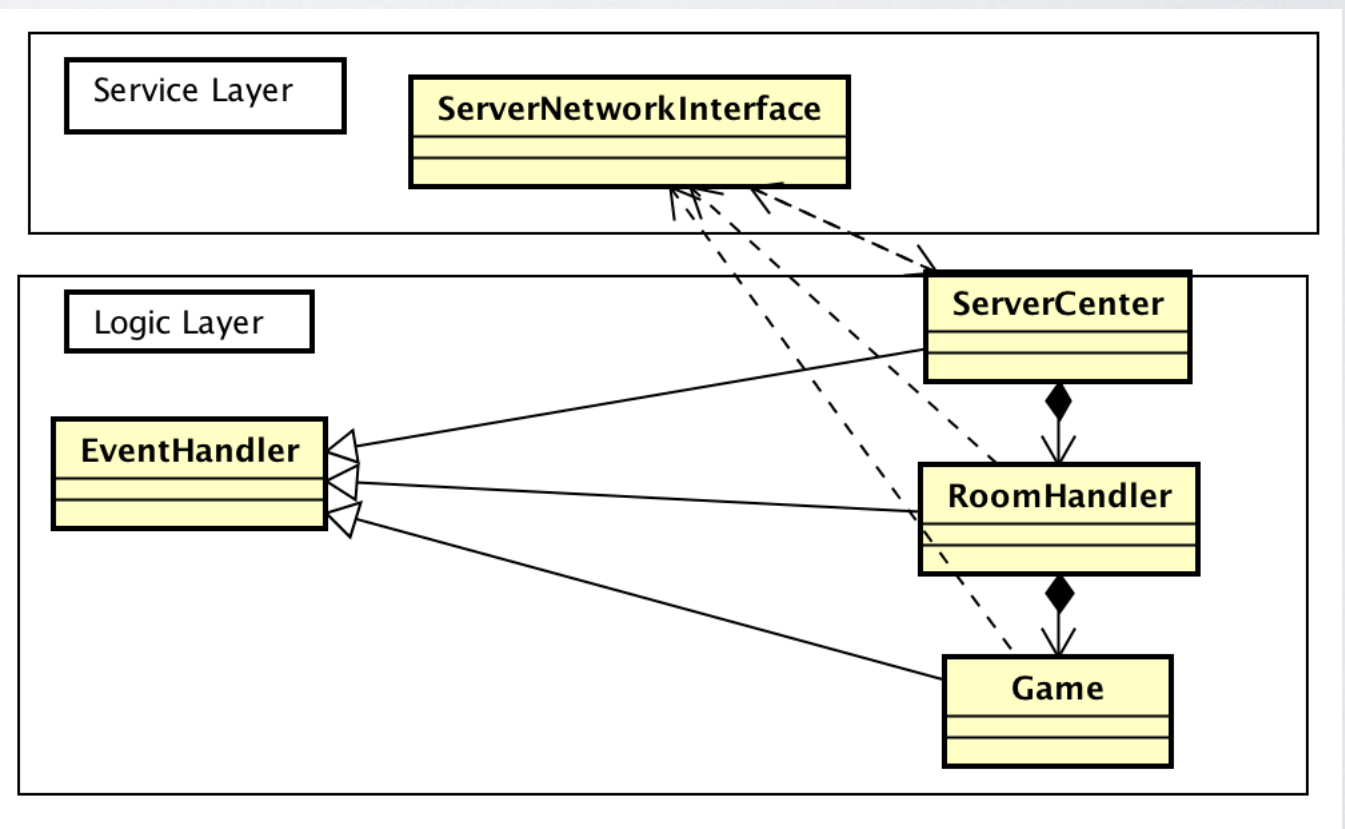 Service Layer
ServerNetworkInterface
Logic Layer
ServerCenter
EventHandler
RoomHandler
Game